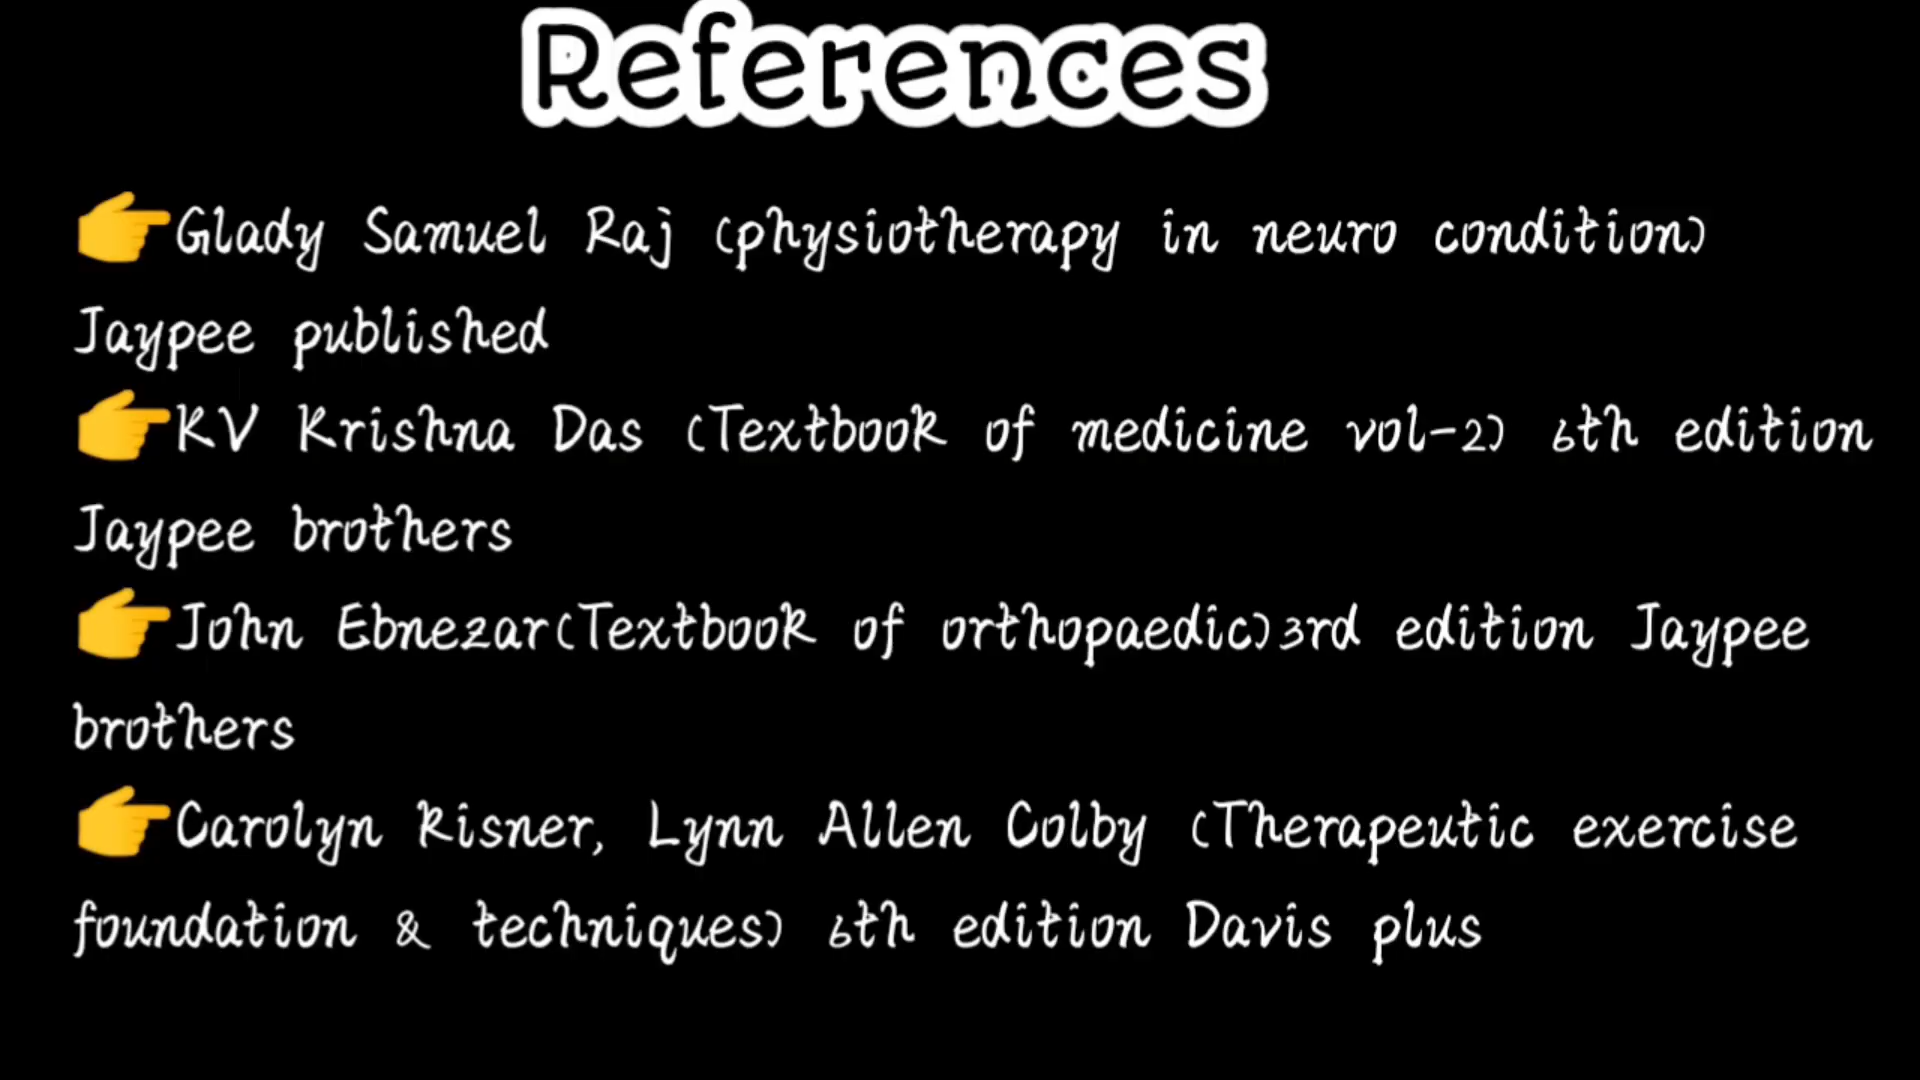 References
👉Glady Samuel Raj (physiotherapy in neuro condition)
Jaypee published
👉KV Krishna Das (Textbook of medicine vol-2) 6th edition
Jaypee brothers
👉John Ebnezar(Textbook of orthopaedic)3rd edition Jaypee
brothers
👉Carolyn Risner, Lynn Allen Colby (Therapeutic exercise
foundation & techniques) 6th edition Davis plus